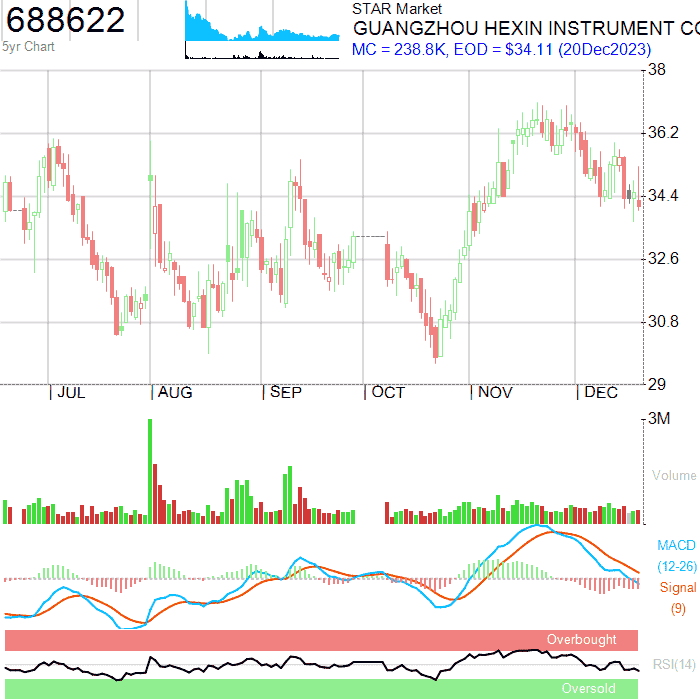 688622
5yr Chart
STAR Market
GUANGZHOU HEXIN INSTRUMENT CO
MC = 238.8K, EOD = $34.11 (20Dec2023)
38
36.2
34.4
32.6
30.8
29
JUL
AUG
SEP
OCT
NOV
DEC
3M
Volume
MACD
(12-26)
Signal
(9)
Overbought
RSI(14)
Oversold